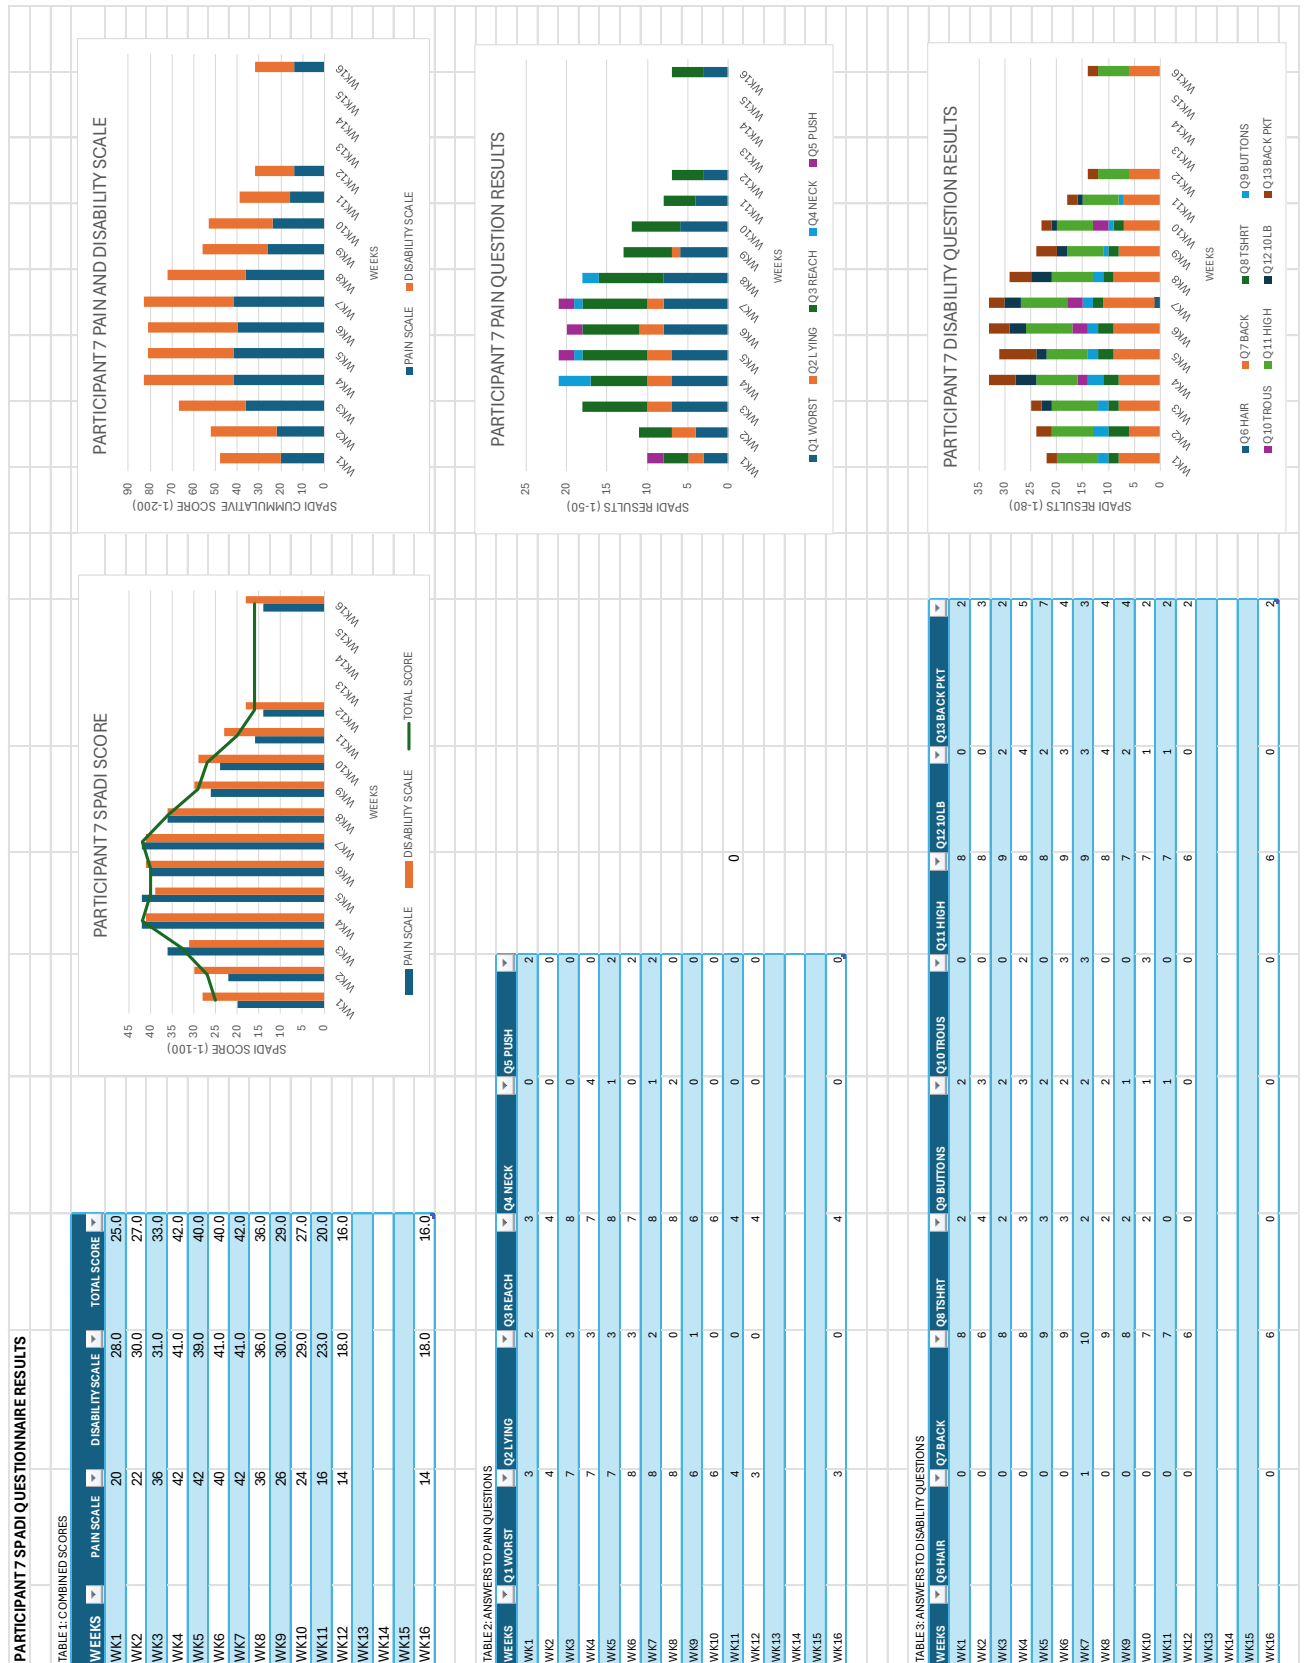 PARTICIPANT 7 SPADI QUESTIONNAIRE RESULTS
TABLE 1: COMBINED SCORES
WEEKS PAIN SCALE DISABILITY SCALE TOTAL SCORE
WK1 20 28.0 25.0
WK2 22 30.0 27.0
WK3 36 31.0 33.0
WK4 42 41.0 42.0
WK5 42 39.0 40.0
WK6 40 41.0 40.0
WK7 42 41.0 42.0
WK8 36 36.0 36.0
WK9 26 30.0 29.0
WK10 24 29.0 27.0
WK11 16 23.0 20.0
WK12 14 18.0 16.0
WK13
WK14
WK15
WK16 14 18.0 16.0
PARTICIPANT 7 SPADI SCORE
SPADI SCORE (1-100)
45
40
35
30
25
20
15
10
5
0
WK1 WK2 WK3 WK4 WK5 WK6 WK7 WK8 WK9 WK10 WK11 WK12 WK13 WK14 WK15 WK16
WEEKS
PAIN SCALE DISABILITY SCALE TOTAL SCORE
PARTICIPANT 7 PAIN AND DISABILITY SCALE
SPADI CUMMULATIVE SCORE (1-200)
90
80
70
60
50
40
30
20
10
0
WK1 WK2 WK3 WK4 WK5 WK6 WK7 WK8 WK9 WK10 WK11 WK12 WK13 WK14 WK15 WK16
WEEKS
PAIN SCALE DISABILITY SCALE
TABLE 2: ANSWERS TO PAIN QUESTIONS
WEEKS Q1 WORST Q2 LYING Q3 REACH Q4 NECK Q5 PUSH
WK1 3 2 3 0 2
WK2 4 3 4 0 0
WK3 7 3 8 0 0
WK4 7 3 7 4 0
WK5 7 3 8 1 2
WK6 8 3 7 0 2
WK7 8 2 8 1 2
WK8 8 0 8 2 0
WK9 6 1 6 0 0
WK10 6 0 6 0 0
WK11 4 0 4 0 0 0
WK12 3 0 4 0 0
WK13
WK14
WK15
WK16 3 0 4 0 0
PARTICIPANT 7 PAIN QUESTION RESULTS
SPADI RESULTS (1-50)
25
20
15
10
5
0
WK1 WK2 WK3 WK4 WK5 WK6 WK7 WK8 WK9 WK10 WK11 WK12 WK13 WK14 WK15 WK16
WEEKS
Q1 WORST Q2 LYING Q3 REACH Q4 NECK Q5 PUSH
TABLE 3: ANSWERS TO DISABILITY QUESTIONS
WEEKS Q6 HAIR Q7 BACK Q8 TSHRT Q9 BUTTONS Q10 TROUS Q11 HIGH Q12 10LB Q13 BACK PKT
WK1 0 8 2 2 0 8 0 2
WK2 0 6 4 3 0 8 0 3
WK3 0 8 2 2 0 9 2 2
WK4 0 8 3 3 2 8 4 5
WK5 0 9 3 2 0 8 2 7
WK6 0 9 3 2 3 9 3 4
WK7 1 10 2 2 3 9 3 3
WK8 0 9 2 2 0 8 4 4
WK9 0 8 2 1 0 7 2 4
WK10 0 7 2 1 3 7 1 2
WK11 0 7 0 1 0 7 1 2
WK12 0 6 0 0 0 6 0 2
WK13
WK14
WK15
WK16 0 6 0 0 0 6 0 2
PARTICIPANT 7 DISABILITY QUESTION RESULTS
SPADI RESULTS (1-80)
35
30
25
20
15
10
5
0
WK1 WK2 WK3 WK4 WK5 WK6 WK7 WK8 WK9 WK10 WK11 WK12 WK13 WK14 WK15 WK16
WEEKS
Q6 HAIR Q7 BACK Q8 TSHRT Q9 BUTTONS
Q10 TROUS Q11 HIGH Q12 10LB Q13 BACK PKT